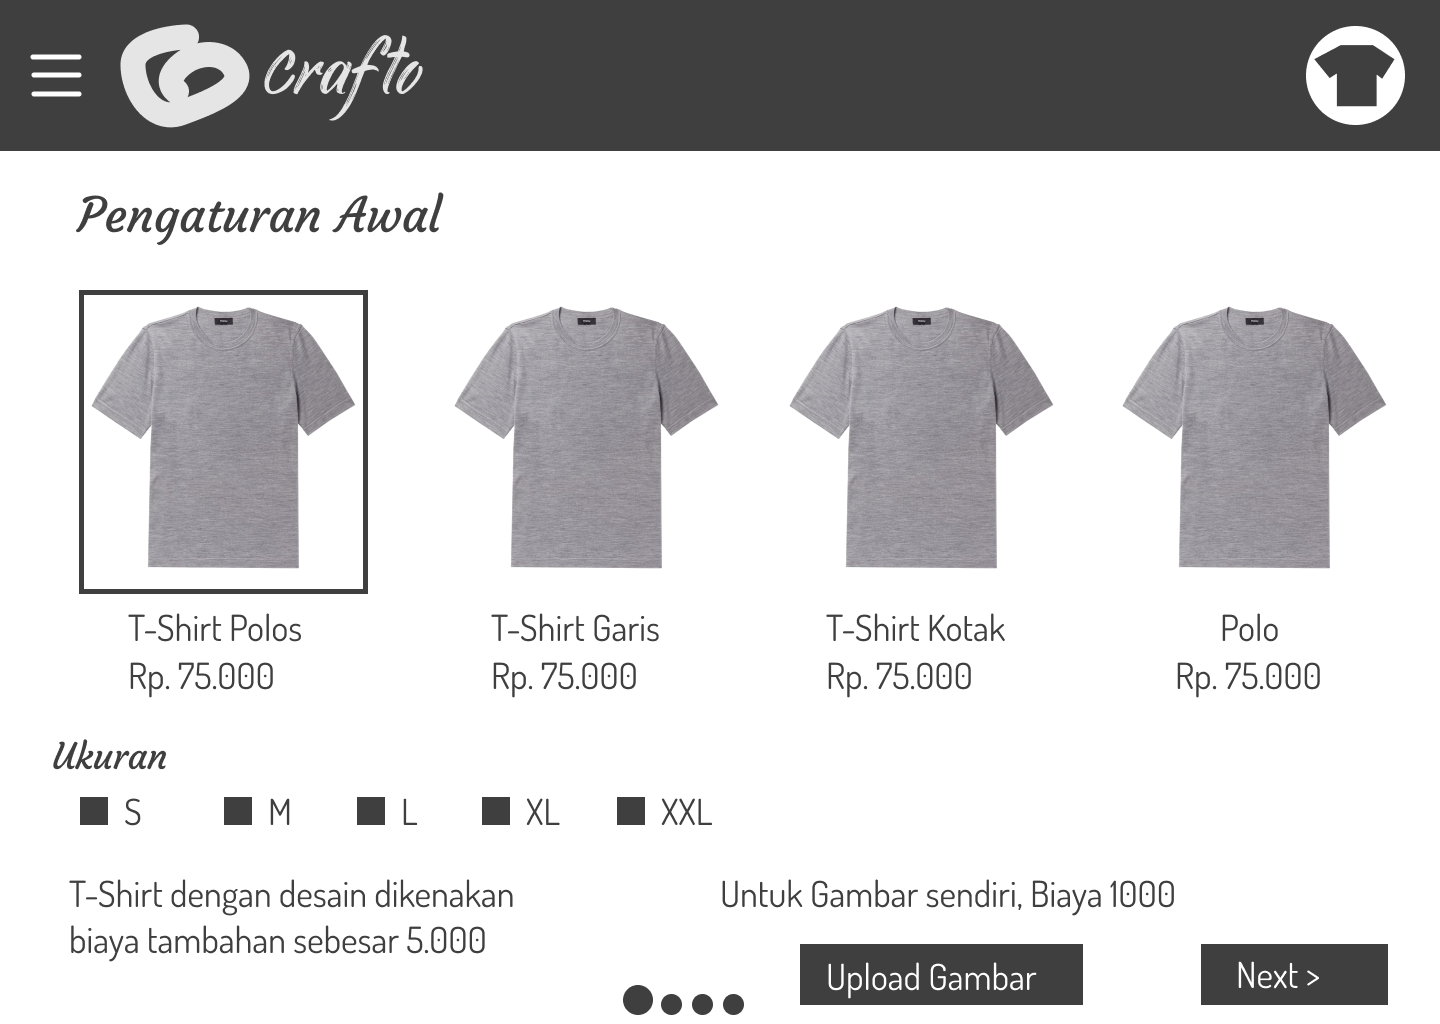 Crafto
Pengaturan Awal
T-Shirt Polos
Rp. 75.000
T-Shirt Garis
Rp. 75.000
T-Shirt Kotak
Rp. 75.000
Polo
Rp. 75.000
Ukuran
S M L XL XXL
T-Shirt dengan desain dikenakan
biaya tambahan sebesar 5.000
Untuk Gambar sendiri, Biaya 1000
Upload Gambar
Next >